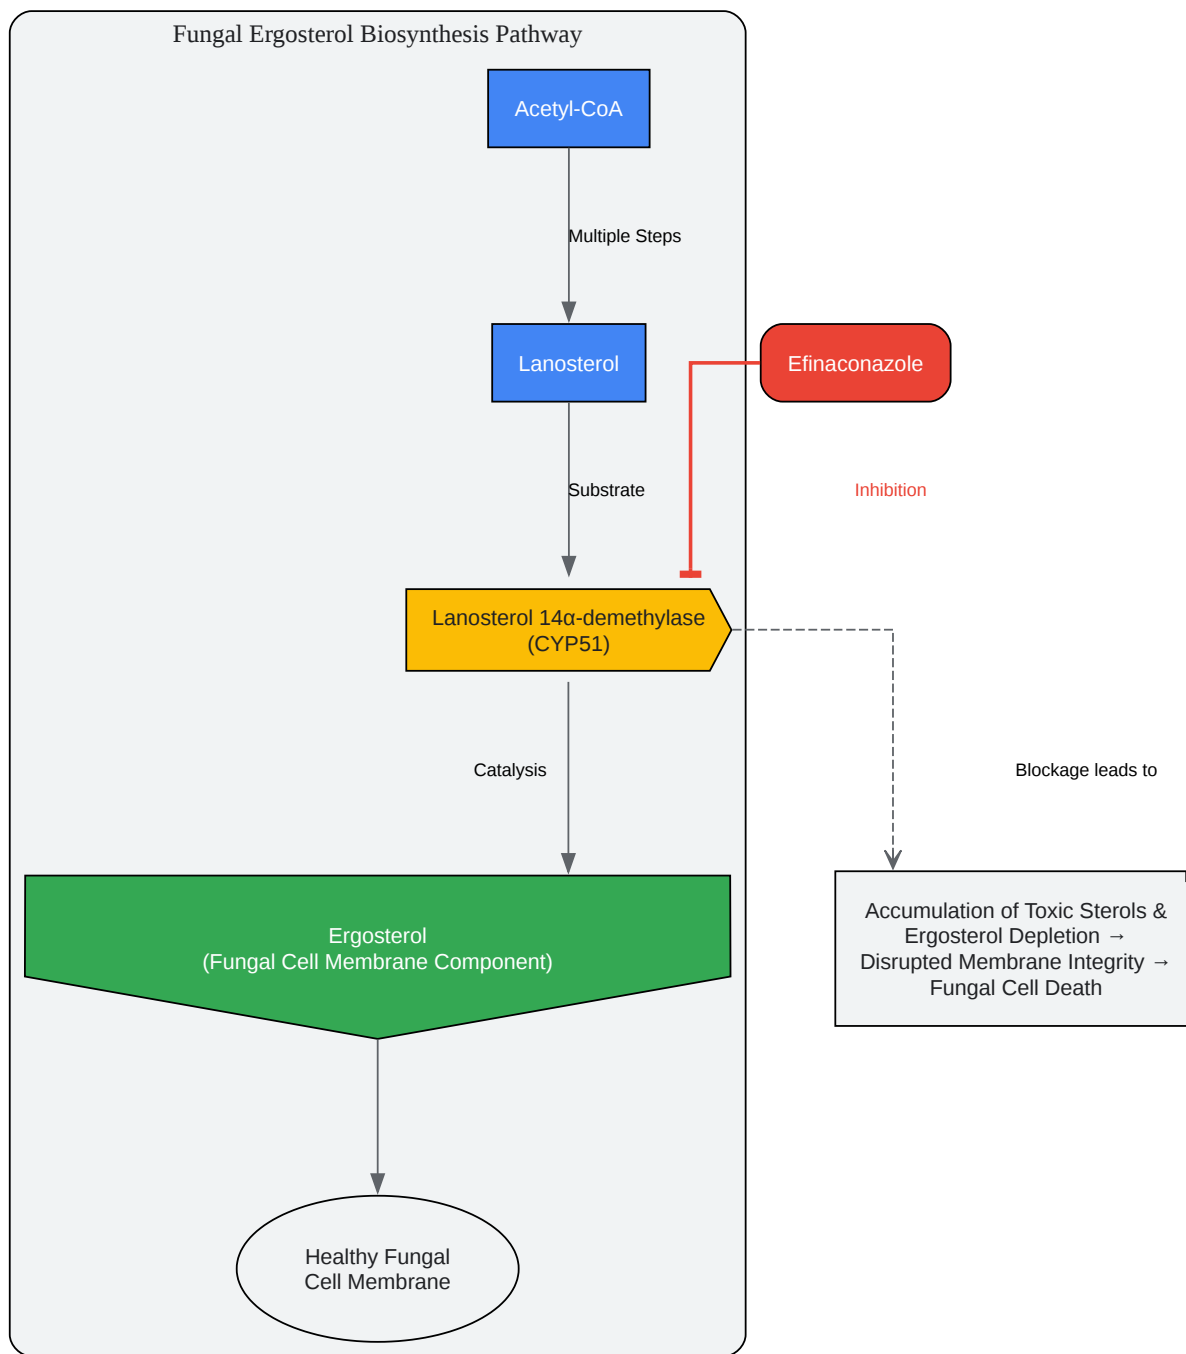 Fungal Ergosterol Biosynthesis Pathway
Acetyl-CoA
Multiple Steps
Lanosterol
Efinaconazole
Substrate
Inhibition
Lanosterol 14α-demethylase
(CYP51)
Catalysis
Blockage leads to
Ergosterol
(Fungal Cell Membrane Component)
Accumulation of Toxic Sterols &
Ergosterol Depletion →
Disrupted Membrane Integrity →
Fungal Cell Death
Healthy Fungal
Cell Membrane